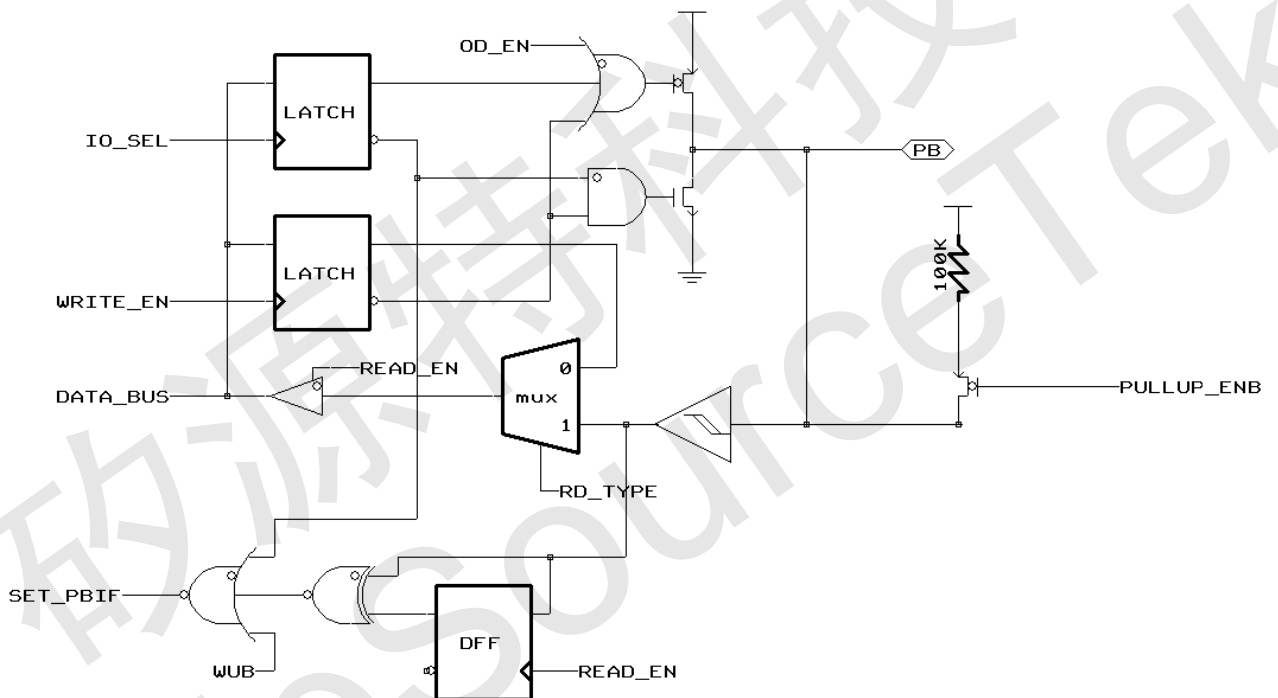 OD_EN
LATCH
IO_SEL
PB
LATCH
100K
WRITE_EN
READ_EN
0
DATA_BUS
mux
PULLUP_ENB
1
RD_TYPE
SET_PBIF
DFF
WUB
READ_EN
矽源特科技
SourceTek